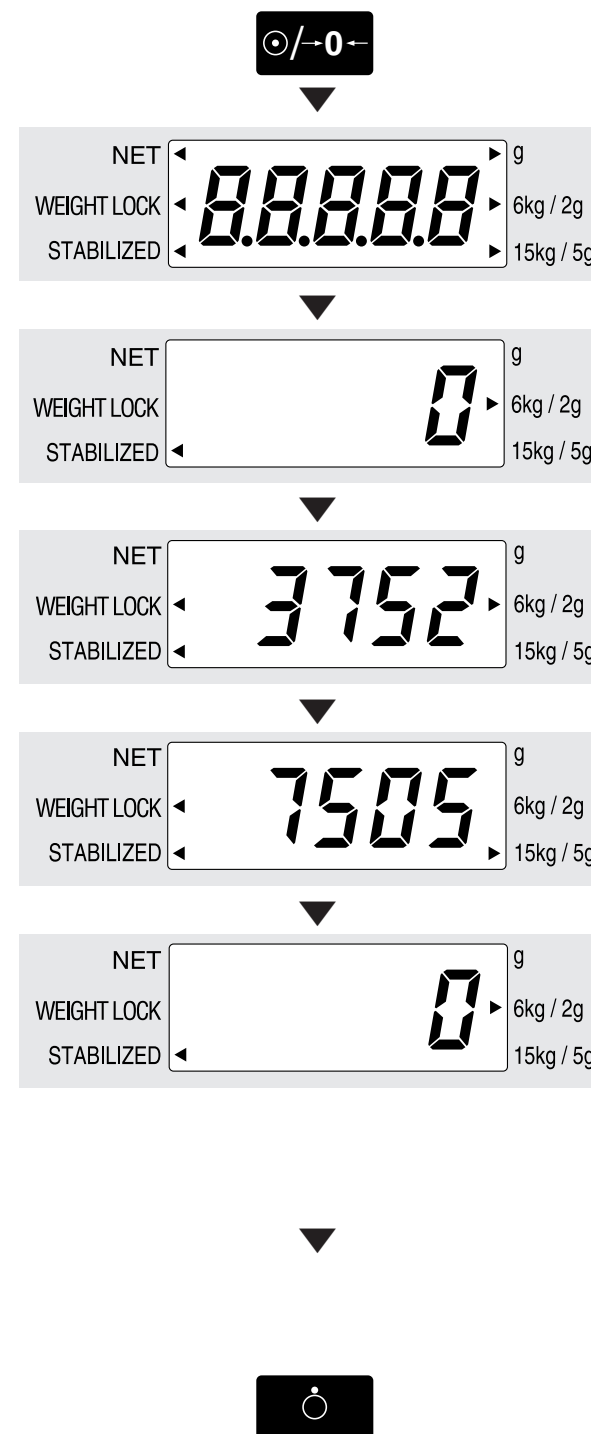 ⊙/→0←
NET g
8.8.8.8.8
WEIGHT LOCK 6kg / 2g
STABILIZED 15kg / 5g
NET g
0
WEIGHT LOCK 6kg / 2g
STABILIZED 15kg / 5g
NET g
3752
WEIGHT LOCK 6kg / 2g
STABILIZED 15kg / 5g
NET g
7505
WEIGHT LOCK 6kg / 2g
STABILIZED 15kg / 5g
NET g
0
WEIGHT LOCK 6kg / 2g
STABILIZED 15kg / 5g